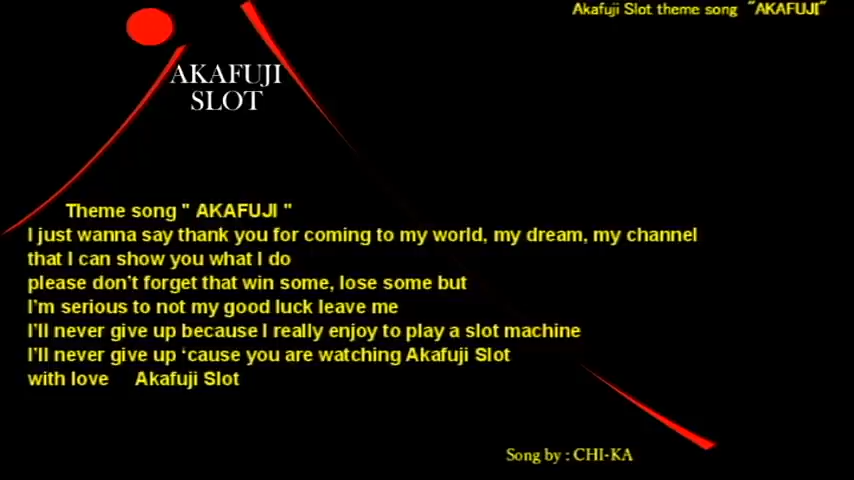 Akafuji Slot theme song "AKAFUJI"
AKAFUJI
SLOT
Theme song " AKAFUJI "
I just wanna say thank you for coming to my world, my dream, my channel
that I can show you what I do
please don't forget that win some, lose some but
I'm serious to not my good luck leave me
I'll never give up because I really enjoy to play a slot machine
I'll never give up ‘cause you are watching Akafuji Slot
with love Akafuji Slot
Song by : CHI-KA